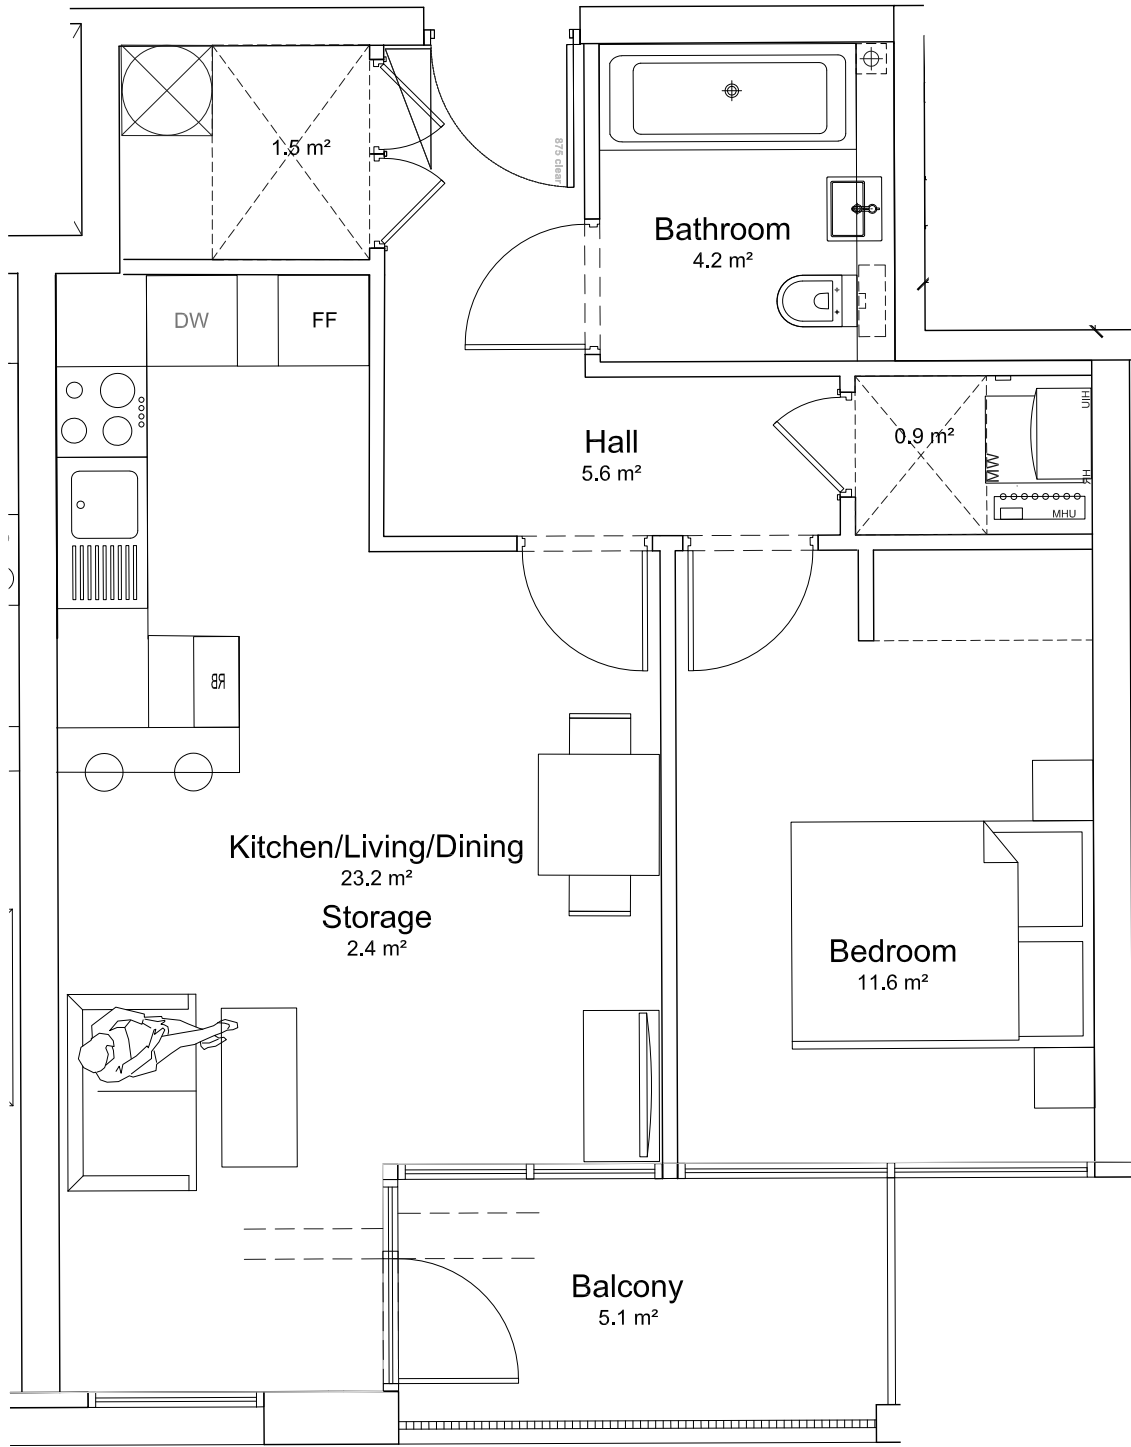 1.5 m²
875 clear
Bathroom
4.2 m²
DW
FF
Hall
5.6 m²
0.9 m²
HIU
MW
MHU
RB
Kitchen/Living/Dining
23.2 m²
Storage
2.4 m²
Bedroom
11.6 m²
Balcony
5.1 m²